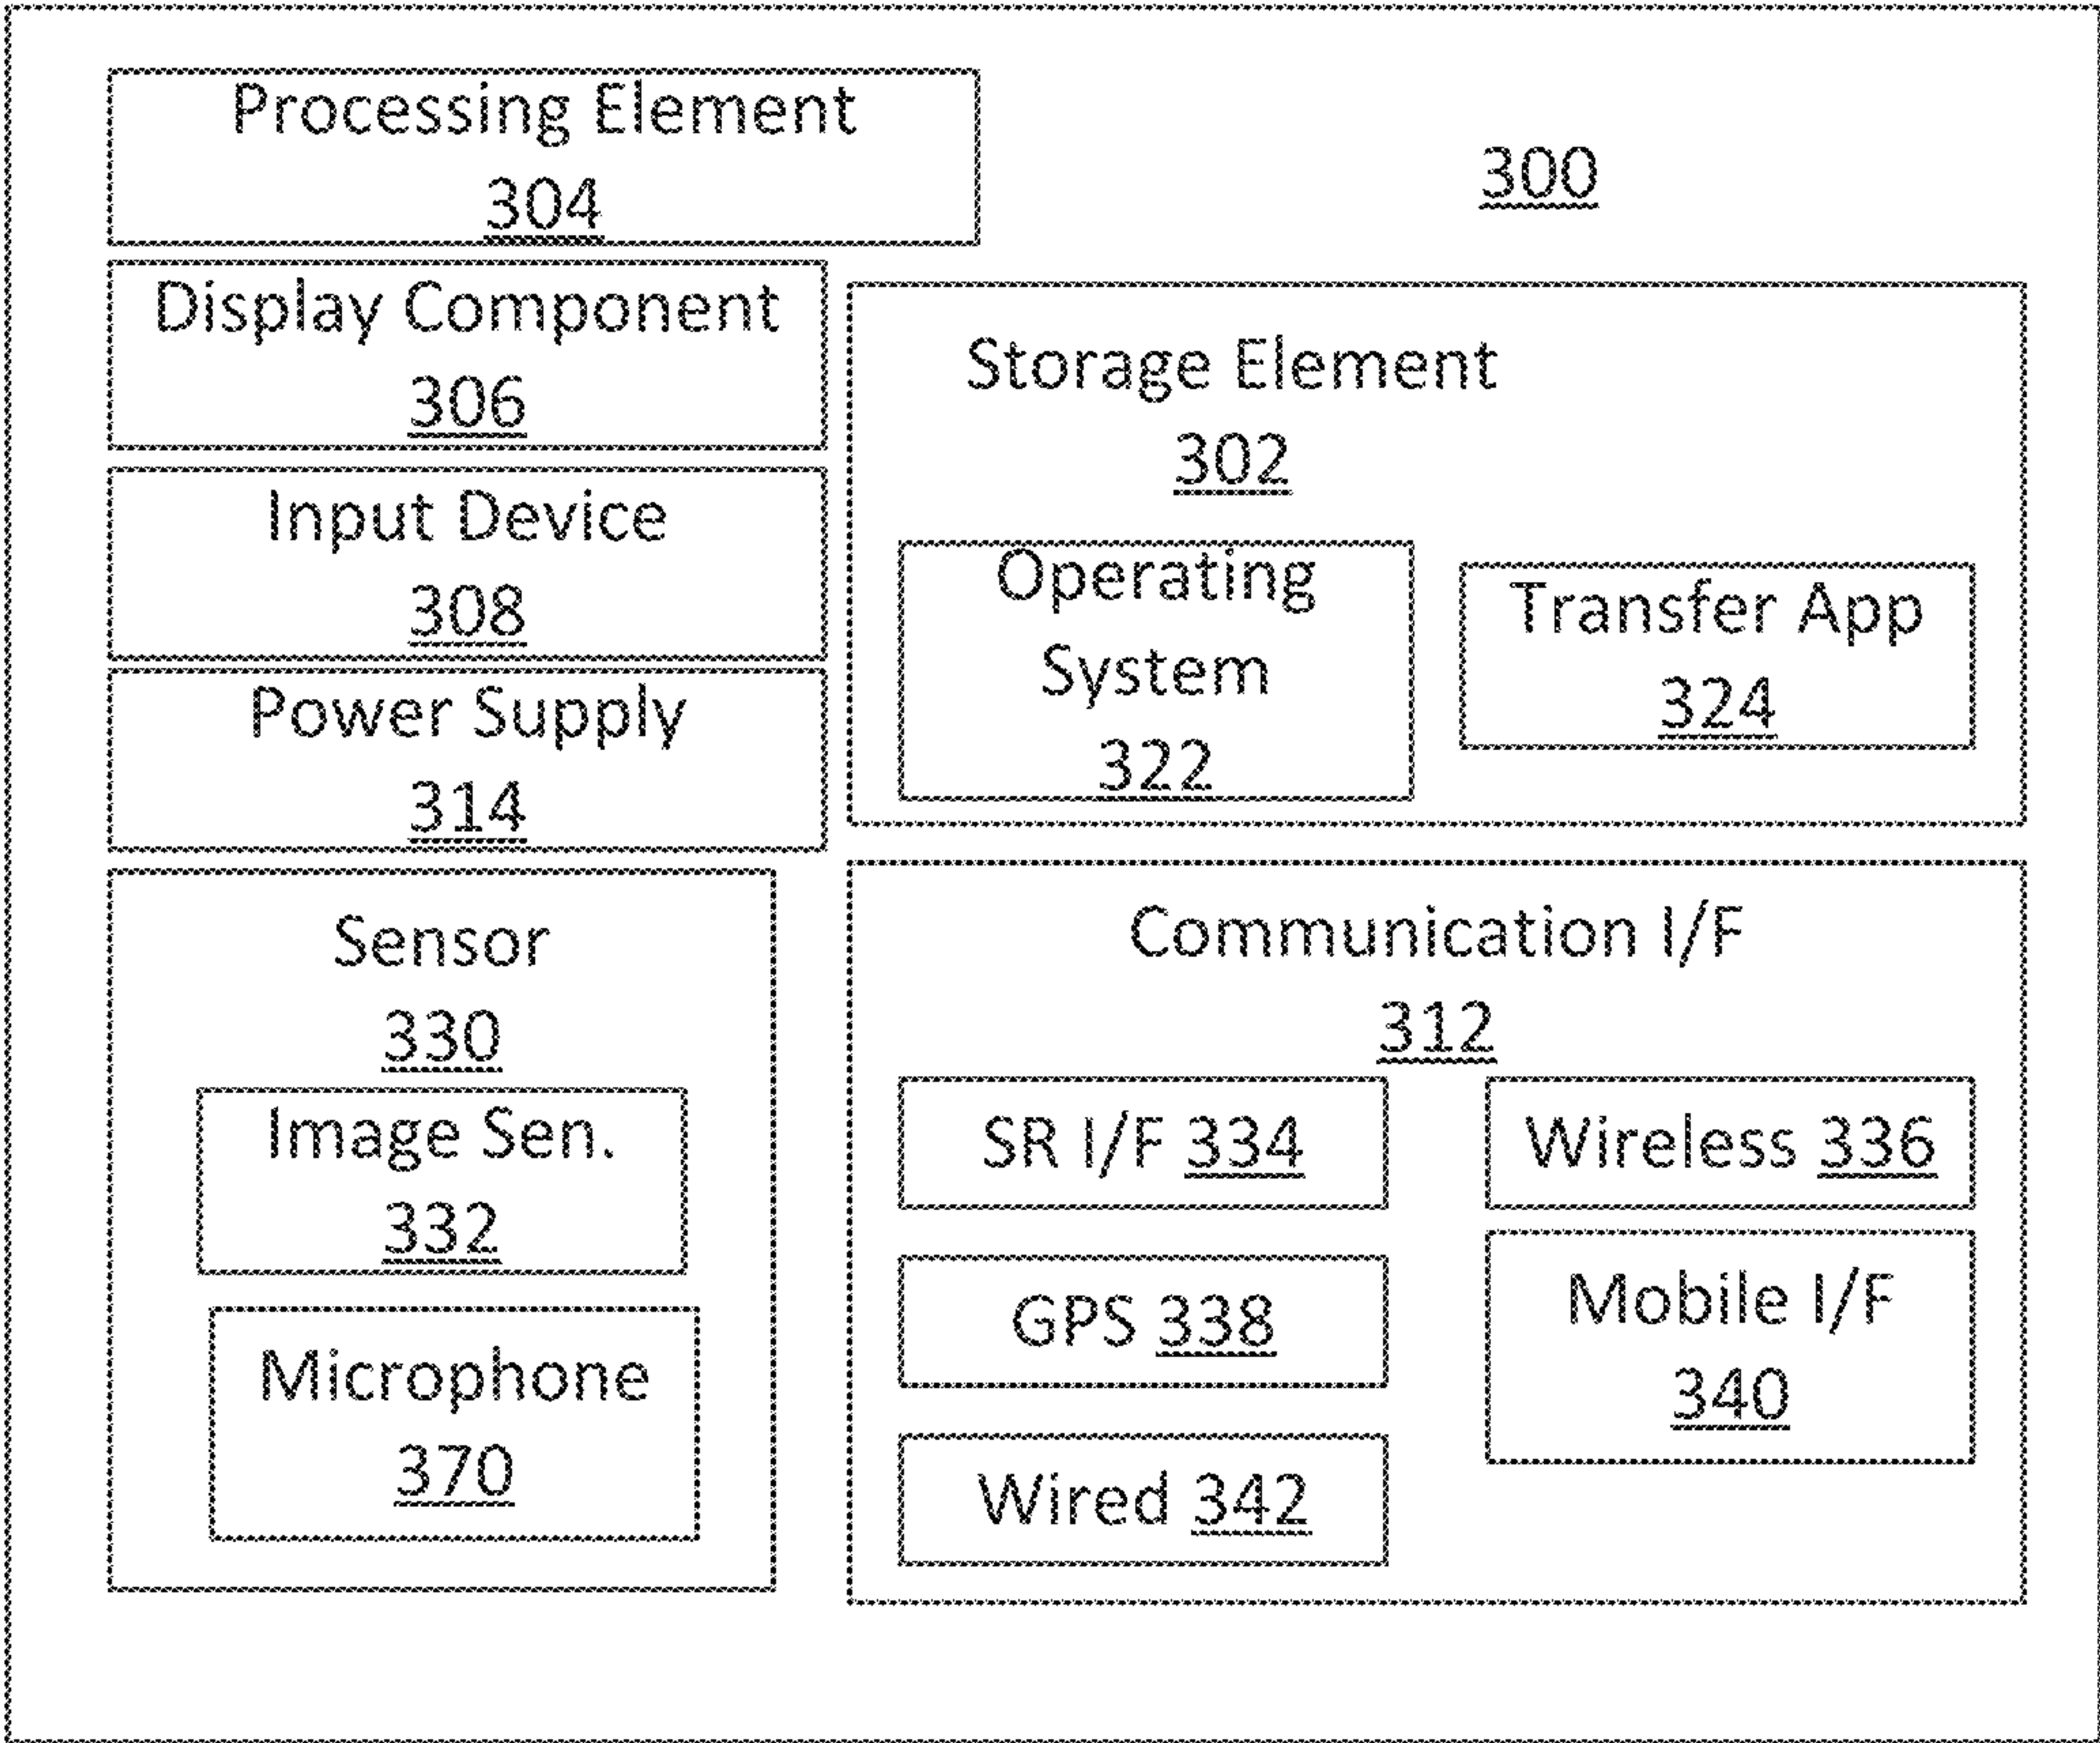 Processing Element
304
300
Display Component
306
Input Device
308
Power Supply
314
Storage Element
302
Operating
System
322
Transfer App
324
Sensor
330
Image Sen.
332
Microphone
370
Communication I/F
312
SR I/F 334
Wireless 336
GPS 338
Mobile I/F
340
Wired 342